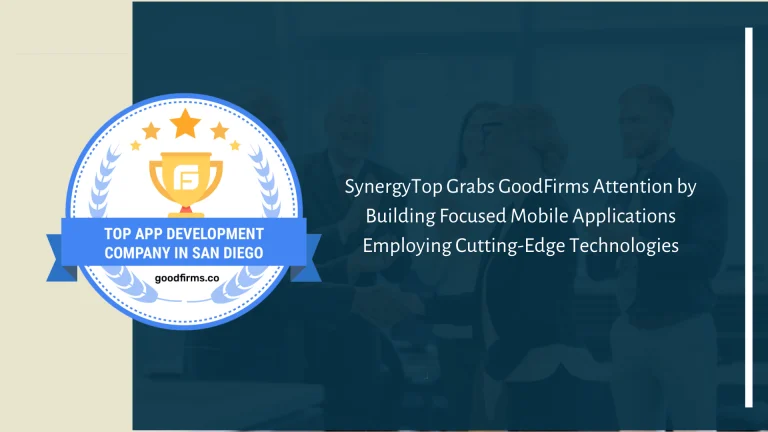 TOP APP DEVELOPMENT
COMPANY IN SAN DIEGO
goodfirms.co
SynergyTop Grabs GoodFirms Attention by
Building Focused Mobile Applications
Employing Cutting-Edge Technologies